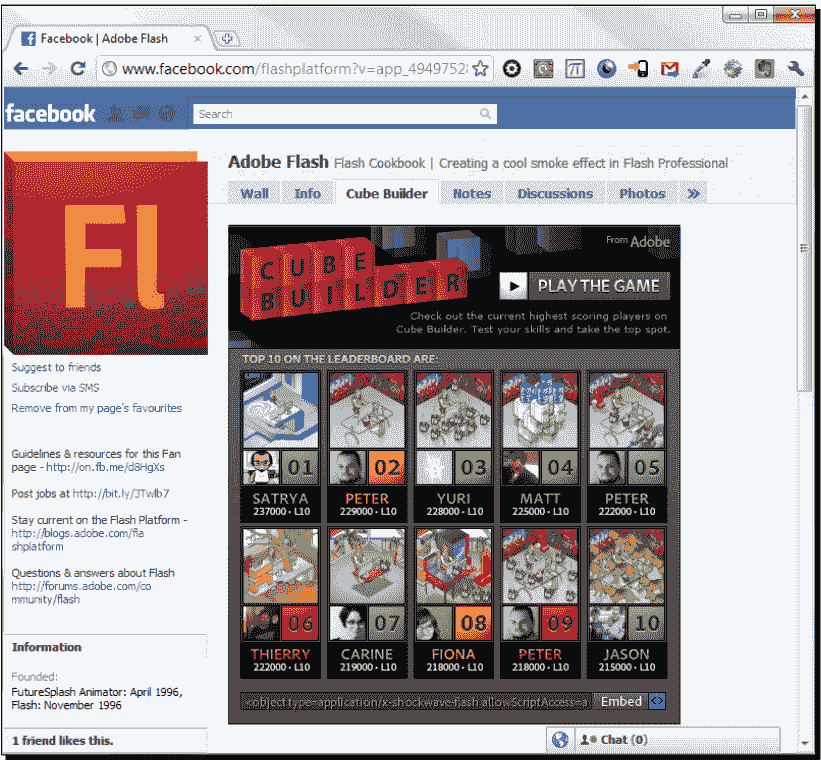 Facebook | Adobe Flash
www.facebook.com/flashplatform?v=app_4949752
facebook
Search
Adobe Flash Flash Cookbook | Creating a cool smoke effect in Flash Professional
Wall Info Cube Builder Notes Discussions Photos »
Fl
Suggest to friends
Subscribe via SMS
Remove from my page's favourites
Guidelines & resources for this Fan
page - http://on.fb.me/d8HgXs
Post jobs at http://bit.ly/JTwlb7
Stay current on the Flash Platform -
http://blogs.adobe.com/fla
shplatform
Questions & answers about Flash
http://forums.adobe.com/co
mmunity/flash
Information
Founded:
FutureSplash Animator: April 1996,
Flash: November 1996
1 friend likes this.
From Adobe
CUBE
BUILDER
PLAY THE GAME
Check out the current highest scoring players on
Cube Builder. Test your skills and take the top spot.
TOP 10 ON THE LEADERBOARD ARE:
01 02 03 04 05
SATRYA PETER YURI MATT PETER
237000 • L10 229000 • L10 228000 • L10 225000 • L10 222000 • L10
06 07 08 09 10
THIERRY CARINE FIONA PETER JASON
222000 • L10 219000 • L10 218000 • L10 218000 • L10 215000 • L10
<object type=application/x-shockwave-flash allowScriptAccess=a Embed <>
Chat (0)